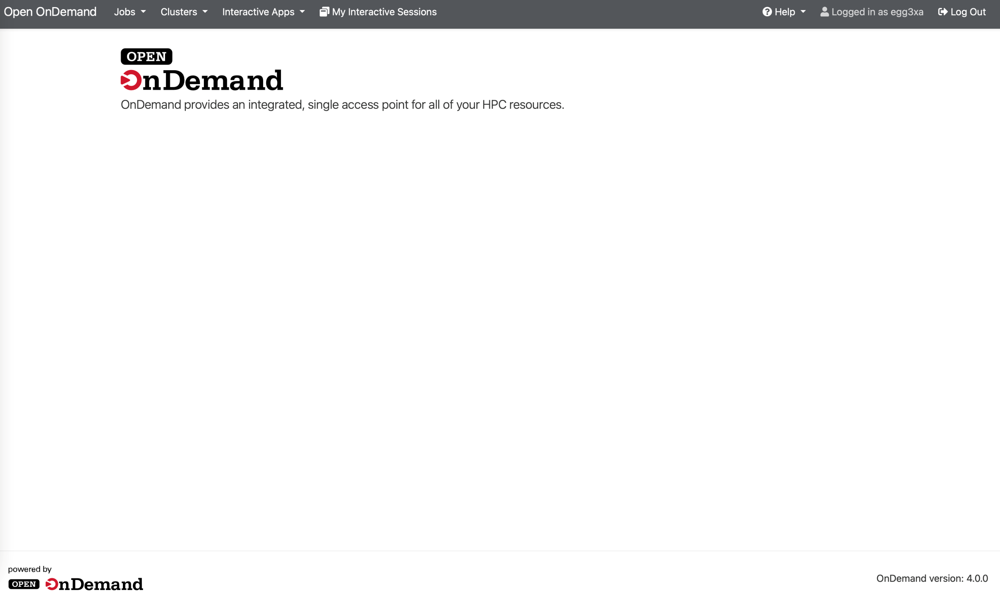 Open OnDemand Jobs Clusters Interactive Apps My Interactive Sessions Help Logged in as egg3xa Log Out
OPEN
OnDemand
OnDemand provides an integrated, single access point for all of your HPC resources.
powered by
OPEN OnDemand
OnDemand version: 4.0.0